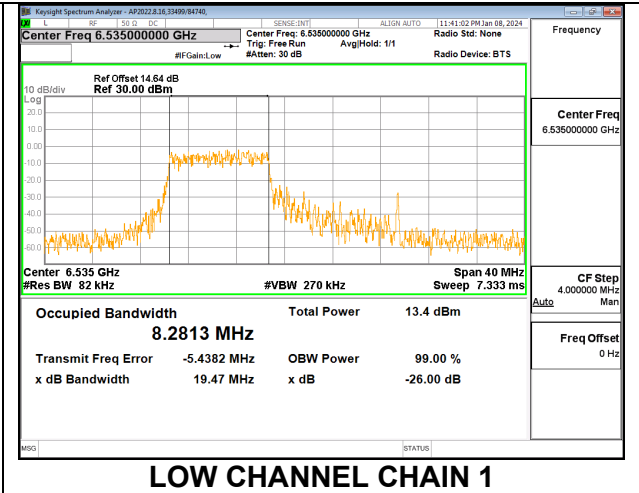 Keysight Spectrum Analyzer - AP2022.8.16,33499/84740,
L RF 50 Ω DC SENSE:INT ALIGN AUTO 11:41:02 PM Jan 08, 2024
Center Freq 6.535000000 GHz
Center Freq: 6.535000000 GHz
Radio Std: None
Trig: Free Run Avg|Hold: 1/1
#IFGain:Low
#Atten: 30 dB
Radio Device: BTS
Frequency
Ref Offset 14.64 dB
10 dB/div Ref 30.00 dBm
Log
20.0
10.0
0.00
-10.0
-20.0
-30.0
-40.0
-50.0
-60.0
Center 6.535 GHz Span 40 MHz
#Res BW 82 kHz #VBW 270 kHz Sweep 7.333 ms
Center Freq
6.535000000 GHz
CF Step
4.000000 MHz
Auto Man
Freq Offset
0 Hz
Occupied Bandwidth Total Power 13.4 dBm
8.2813 MHz
Transmit Freq Error -5.4382 MHz OBW Power 99.00 %
x dB Bandwidth 19.47 MHz x dB -26.00 dB
MSG STATUS
LOW CHANNEL CHAIN 1